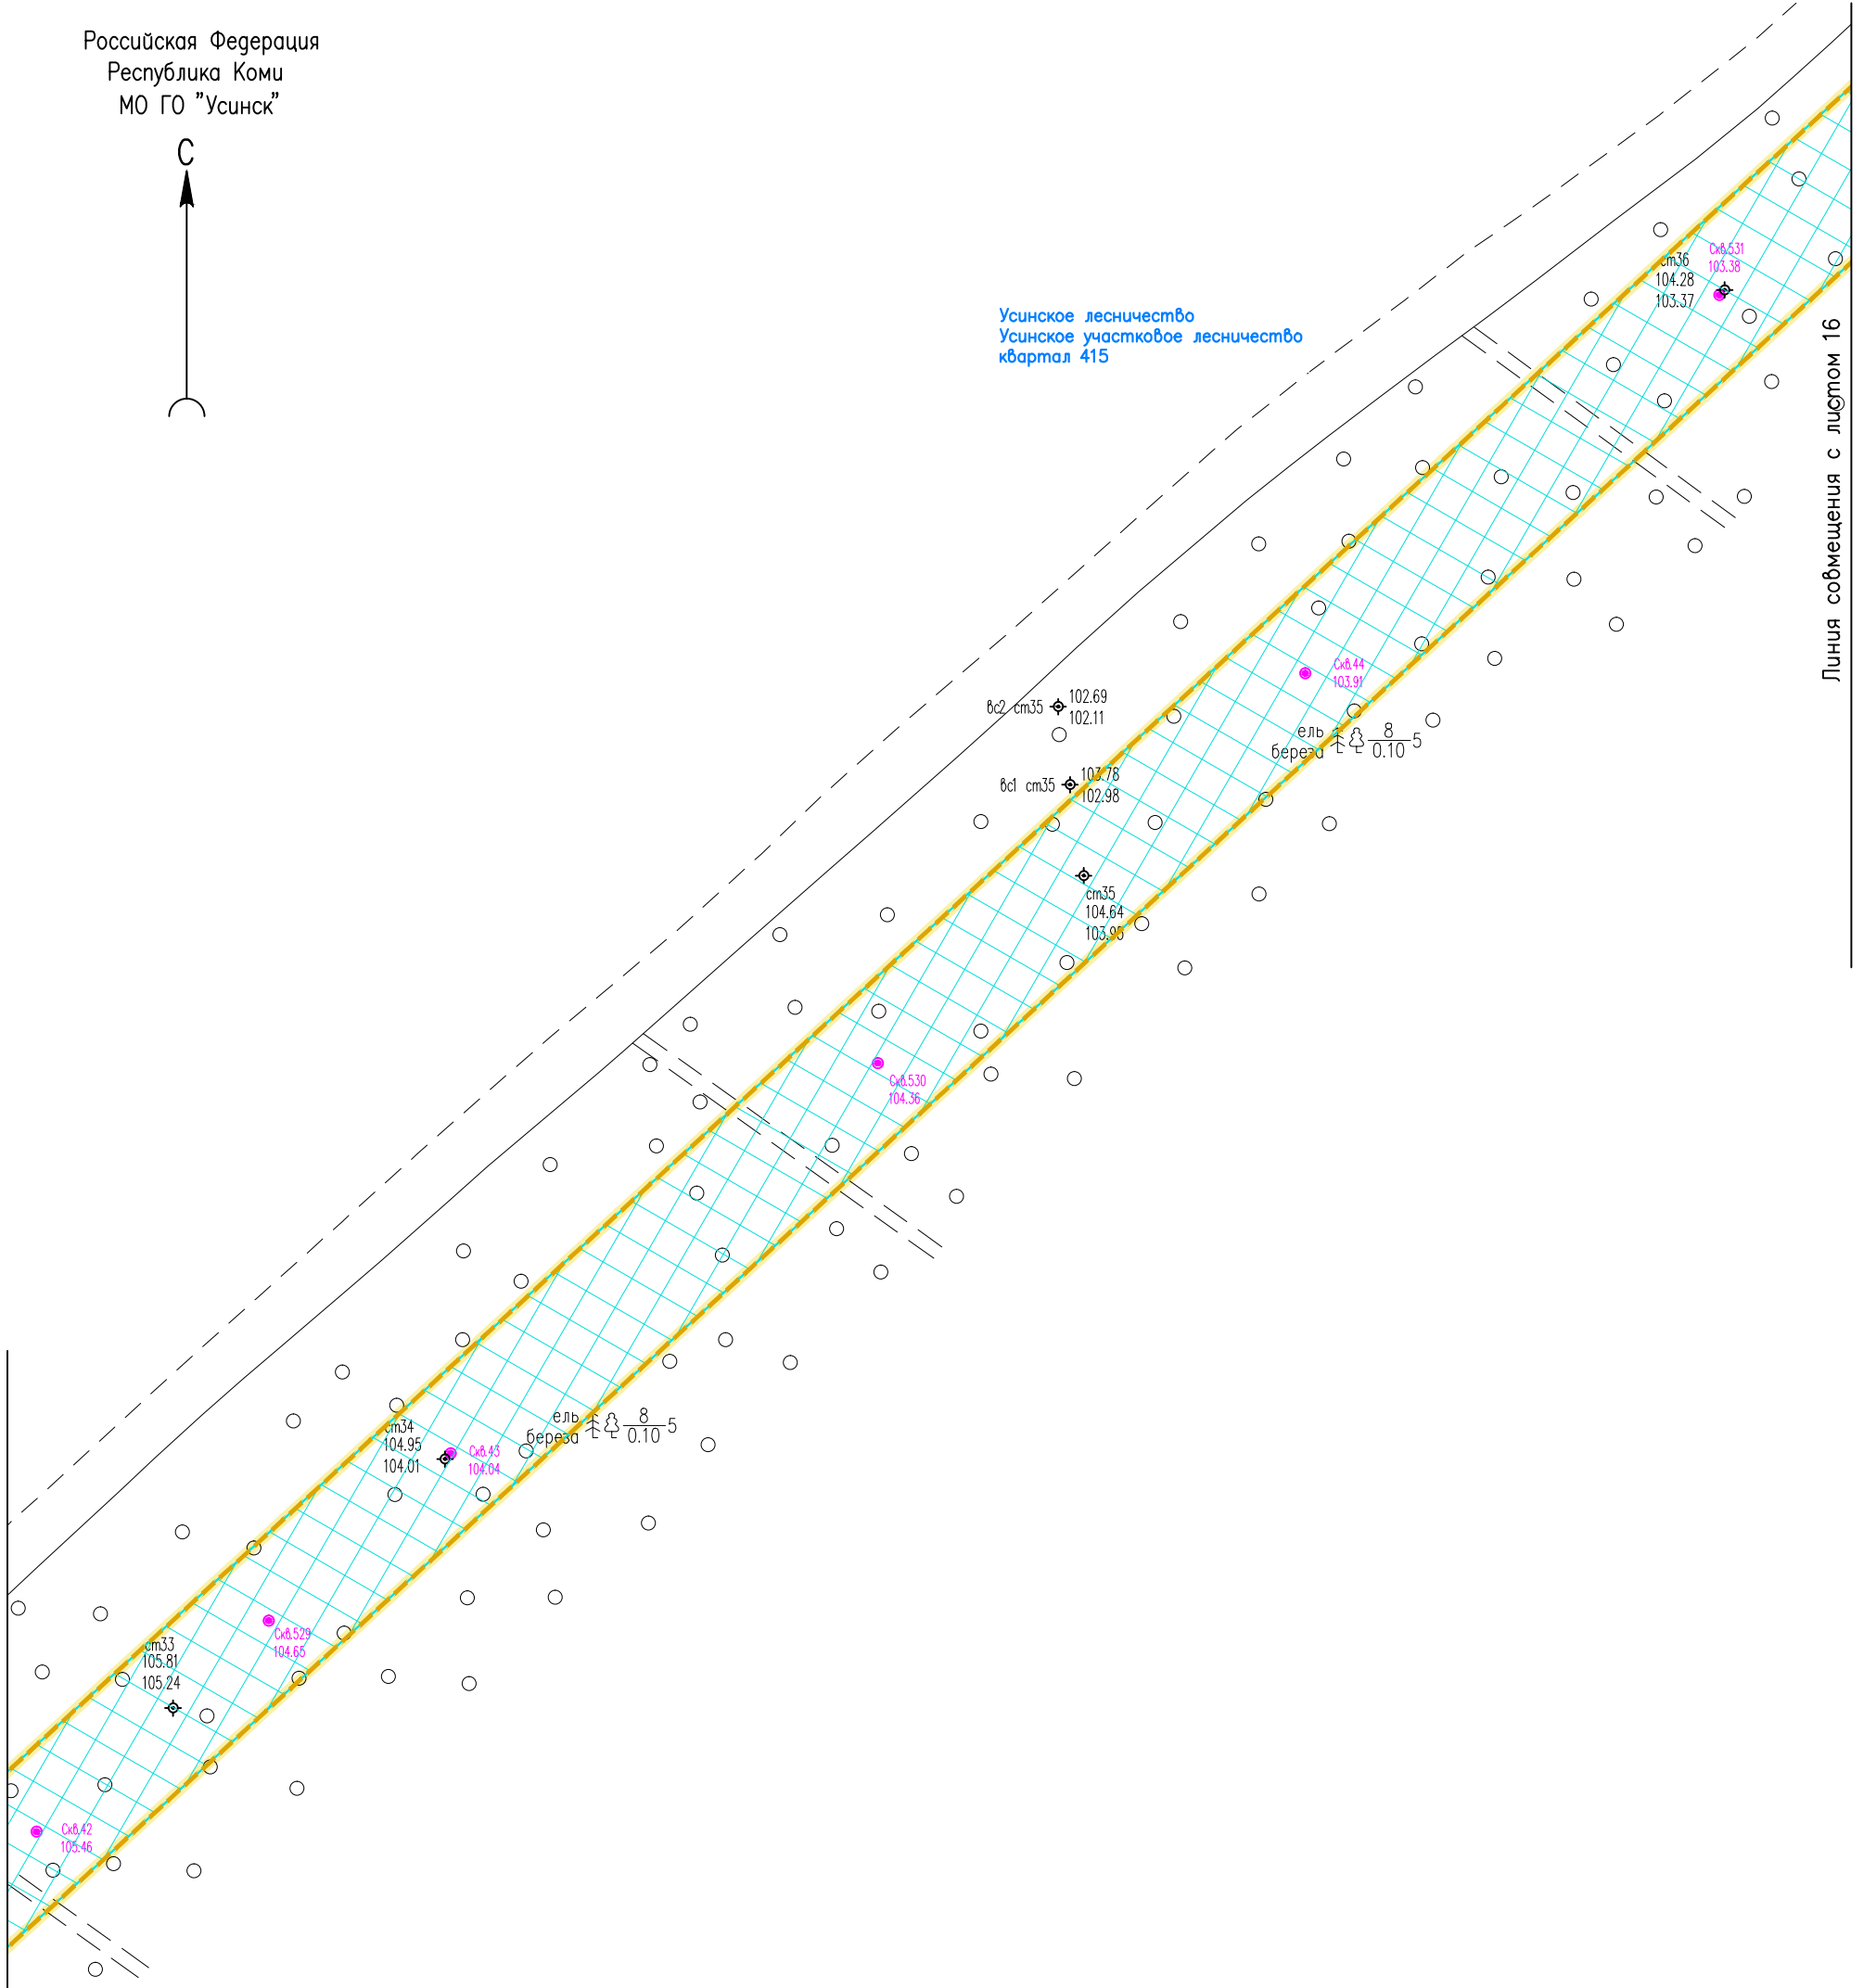 Российская Федерация
Республика Коми
МО ГО "Усинск"
С
Усинское лесничество
Усинское участковое лесничество
квартал 415
Скв.531
103.38
ст36
104.28
103.37
Линия совмещения с листом 16
Скв.44
103.91
вс2 ст35
102.69
102.11
ель
береза
8
0.10
5
вс1 ст35
103.78
102.98
ст35
104.64
103.95
Скв.530
104.36
ель
береза
8
0.10
5
ст34
104.95
104.01
Скв.43
104.04
Скв.529
104.65
ст33
105.81
105.24
Скв.42
105.46